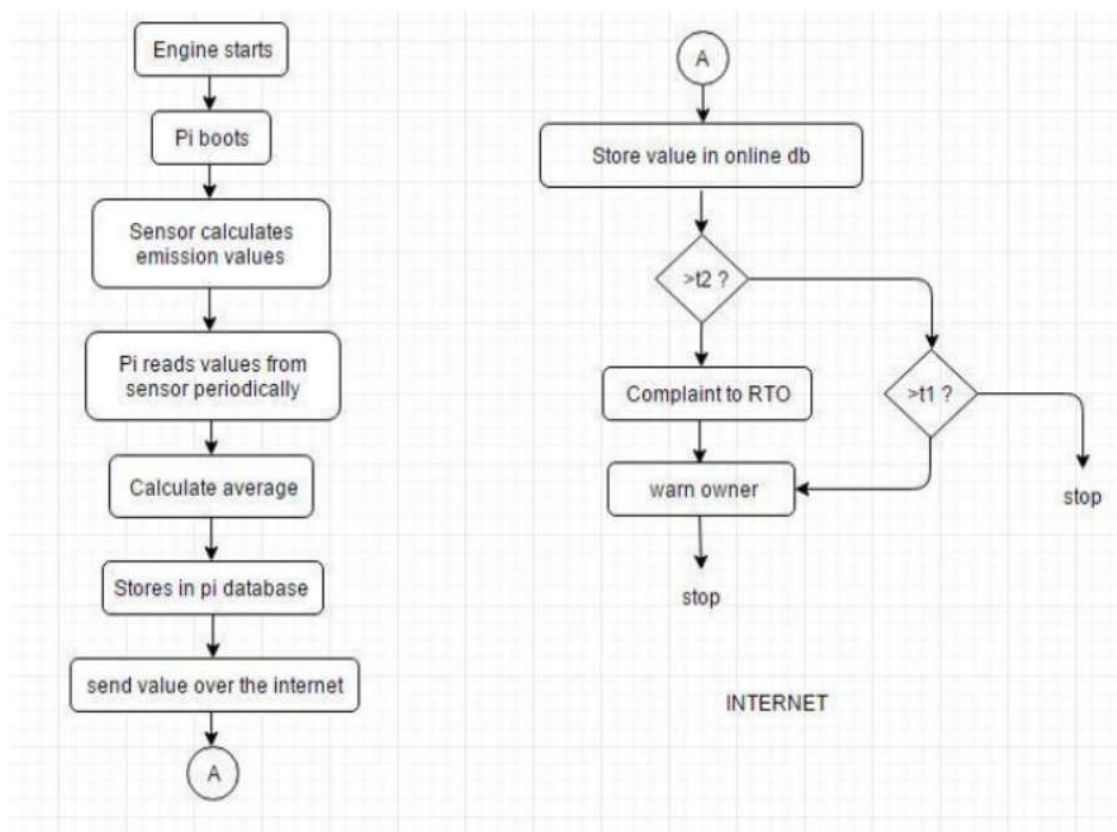 Engine starts
Pi boots
Sensor calculates
emission values
Pi reads values from
sensor periodically
Calculate average
Stores in pi database
send value over the internet
A
A
Store value in online db
>t2 ?
>t1 ?
Complaint to RTO
warn owner
stop
stop
INTERNET